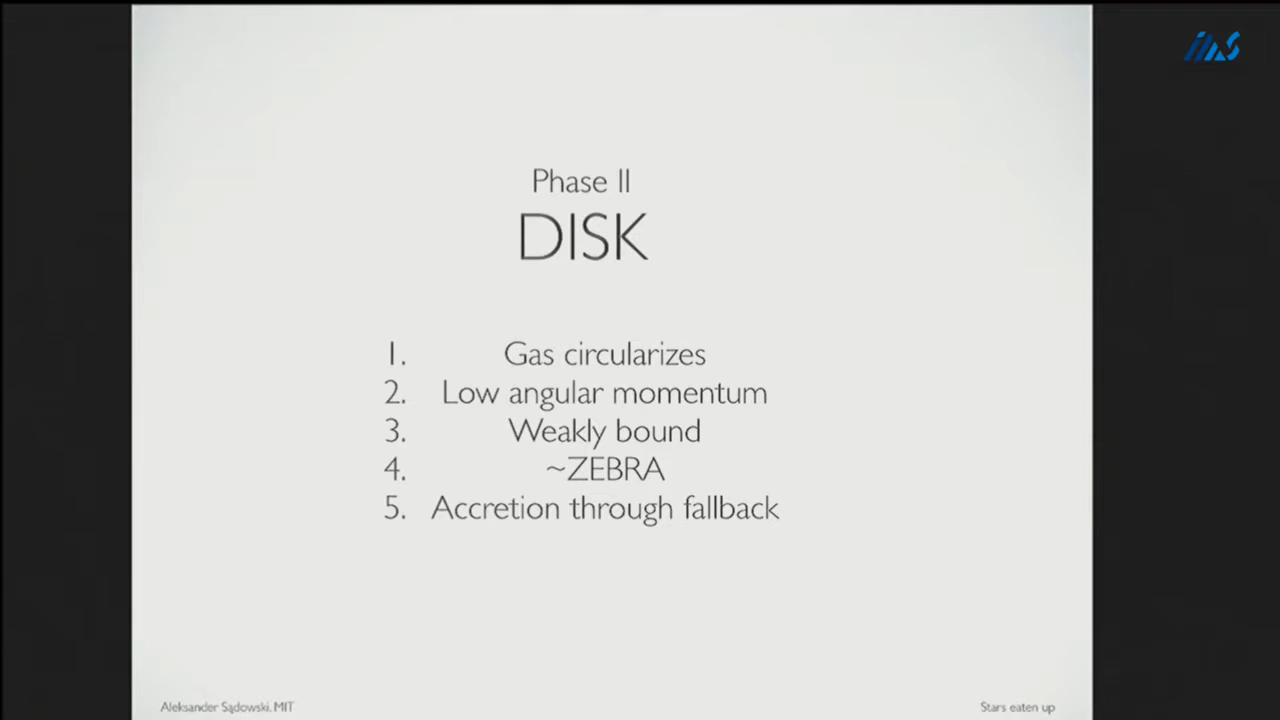 Phase II
DISK
1. Gas circularizes
2. Low angular momentum
3. Weakly bound
4. ~ZEBRA
5. Accretion through fallback
Aleksander Sądowski, MIT
Stars eaten up